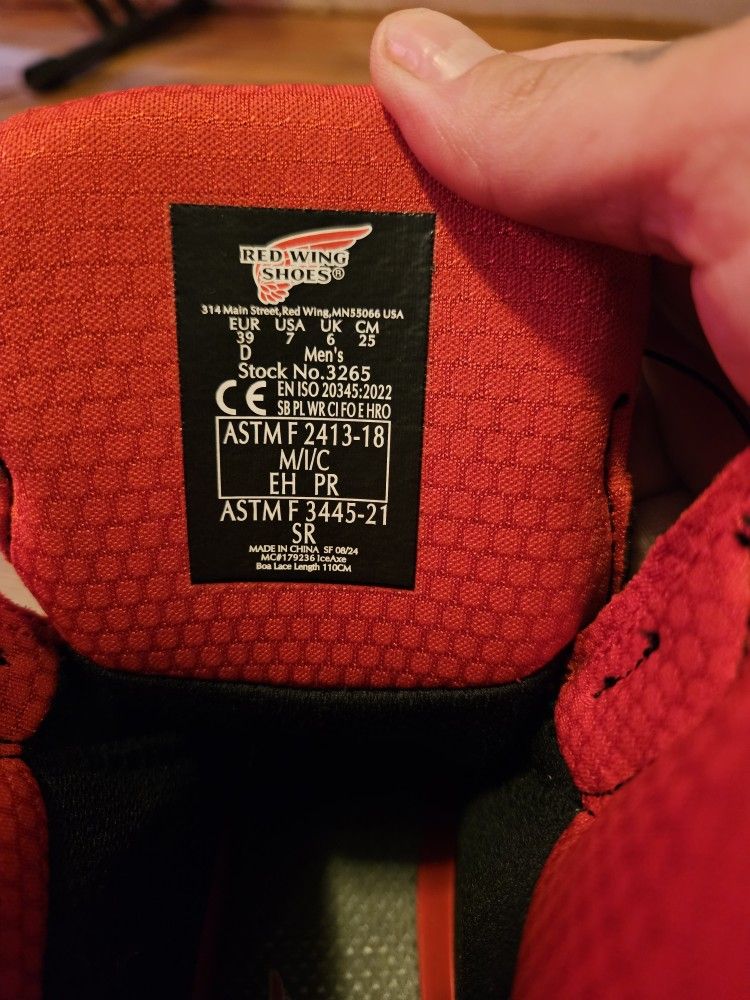 RED WING
SHOES®
314 Main Street,Red Wing,MN55066 USA
EUR USA UK CM
39 7 6 25
D Men's
Stock No.3265
CE EN ISO 20345:2022
SB PL WR CI FO E HRO
ASTM F 2413-18
M/I/C
EH PR
ASTM F 3445-21
SR
MADE IN CHINA SF 08/24
MC#179236 IceAxe
Boa Lace Length 110CM